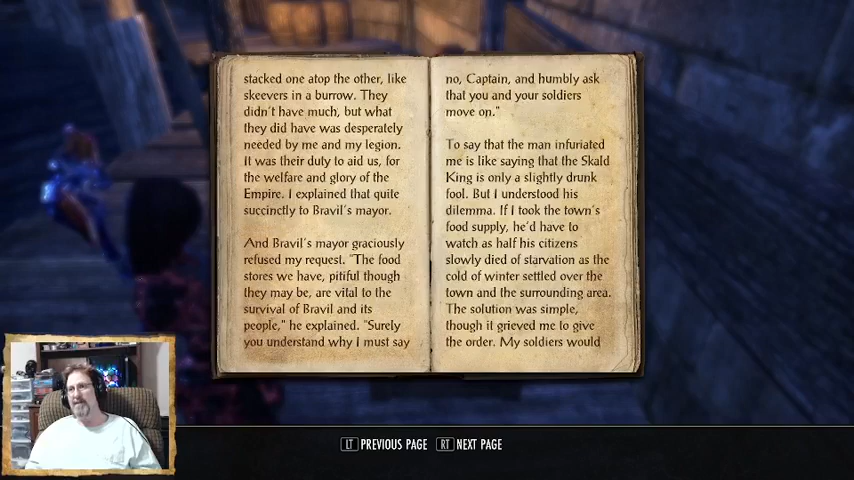 stacked one atop the other, like
skeevers in a burrow. They
didn't have much, but what
they did have was desperately
needed by me and my legion.
It was their duty to aid us, for
the welfare and glory of the
Empire. I explained that quite
succinctly to Bravil's mayor.
And Bravil's mayor graciously
refused my request. "The food
stores we have, pitiful though
they may be, are vital to the
survival of Bravil and its
people," he explained. "Surely
you understand why I must say
no, Captain, and humbly ask
that you and your soldiers
move on."
To say that the man infuriated
me is like saying that the Skald
King is only a slightly drunk
fool. But I understood his
dilemma. If I took the town's
food supply, he'd have to
watch as half his citizens
slowly died of starvation as the
cold of winter settled over the
town and the surrounding area.
The solution was simple,
though it grieved me to give
the order. My soldiers would
LT PREVIOUS PAGE RT NEXT PAGE